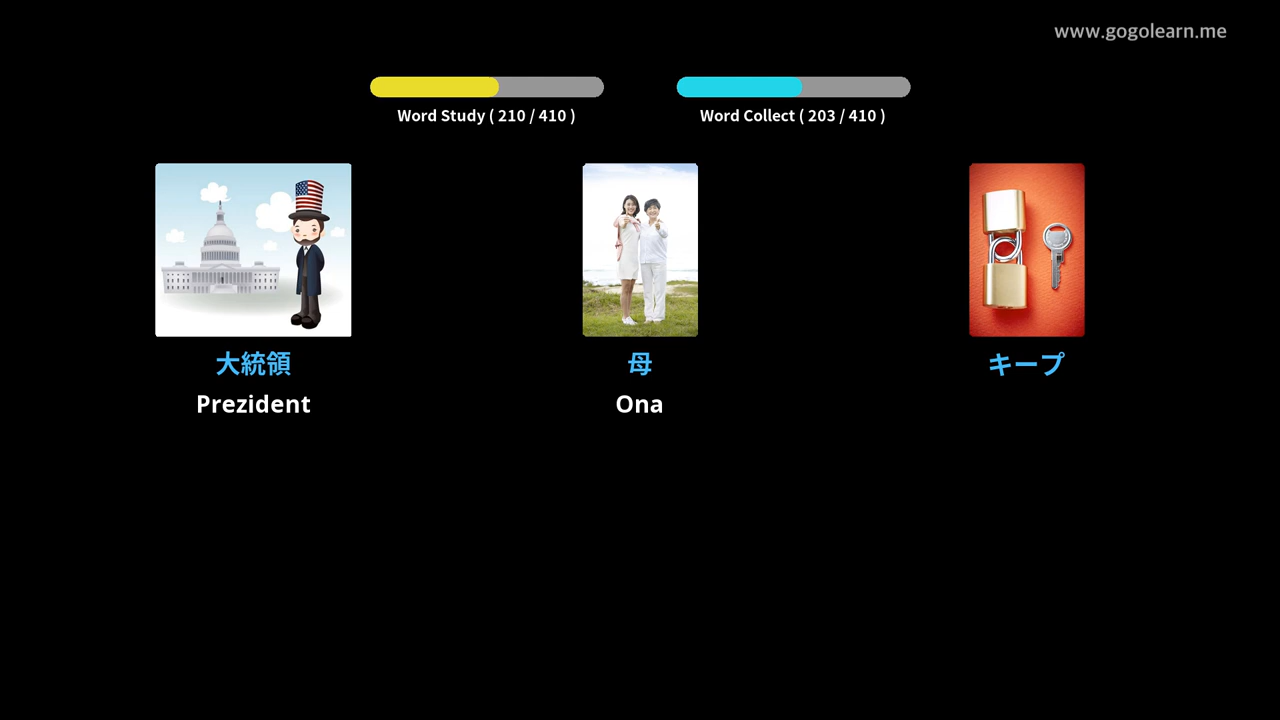 www.gogolearn.me
Word Study ( 210 / 410 )
Word Collect ( 203 / 410 )
大統領
母
キープ
Prezident
Ona